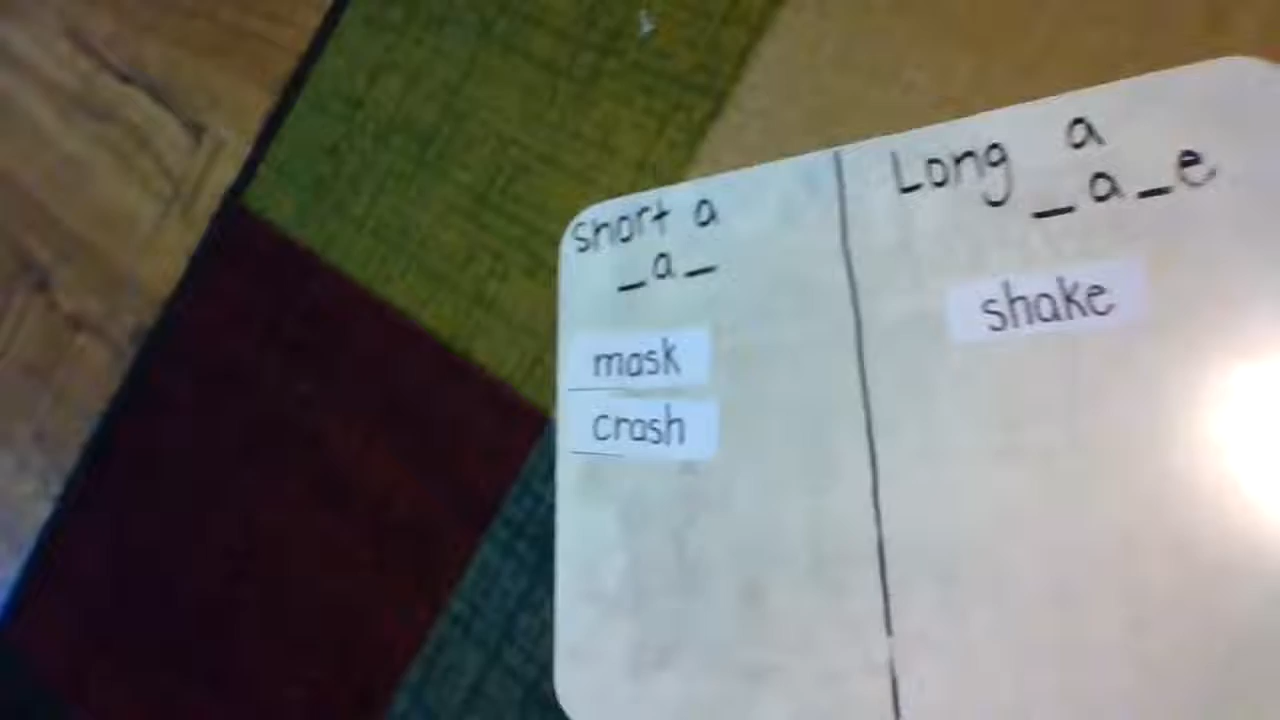 short a
_a_
mask
crash
Long a
_a_e
shake